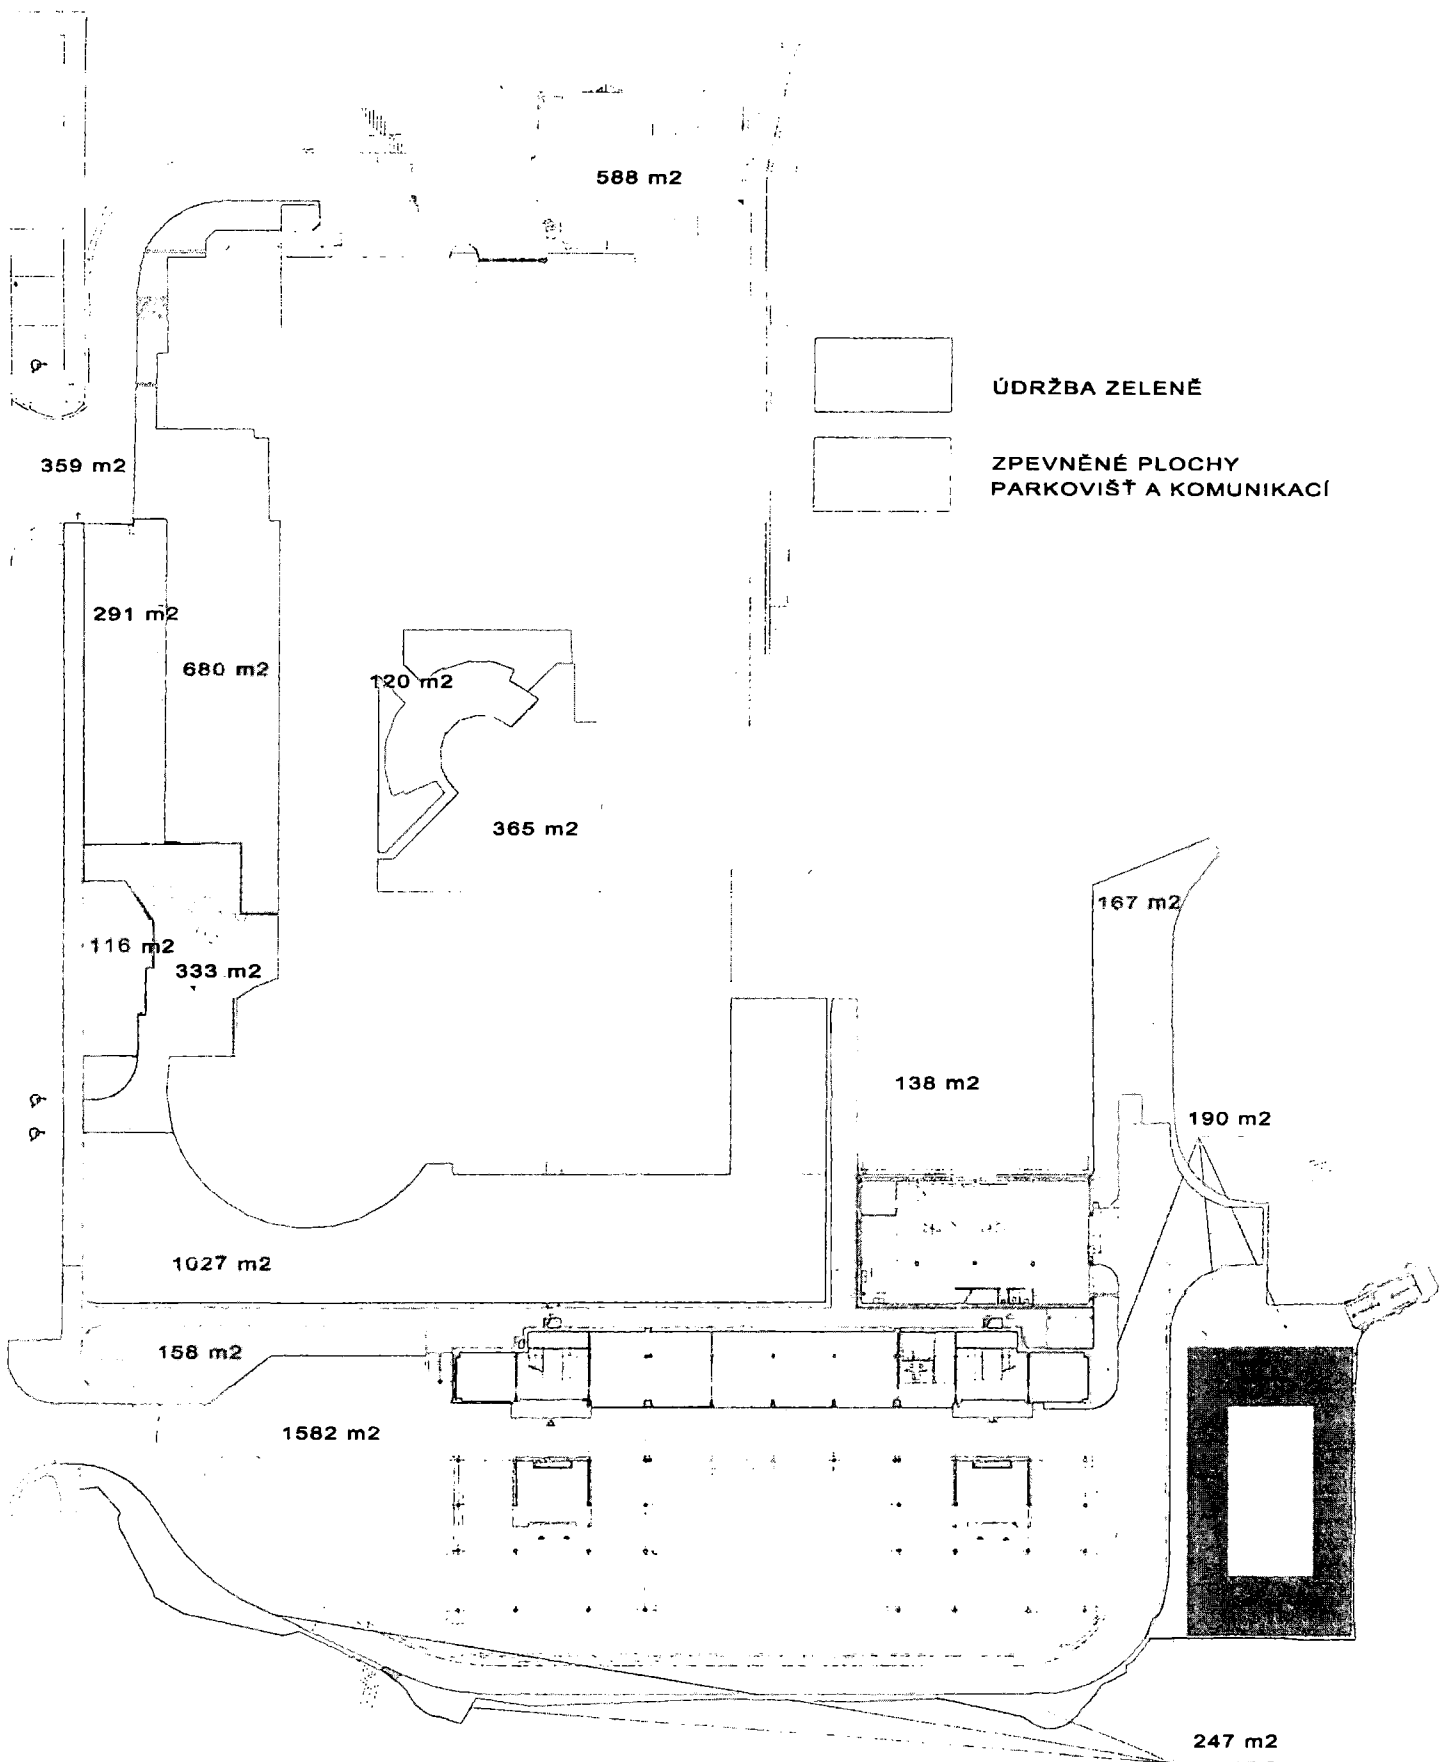 588 m2
ÚDRŽBA ZELENĚ
ZPEVNĚNÉ PLOCHY
PARKOVIŠŤ A KOMUNIKACÍ
359 m2
291 m2
680 m2
120 m2
365 m2
167 m2
116 m2
333 m2
138 m2
190 m2
1027 m2
158 m2
1582 m2
247 m2